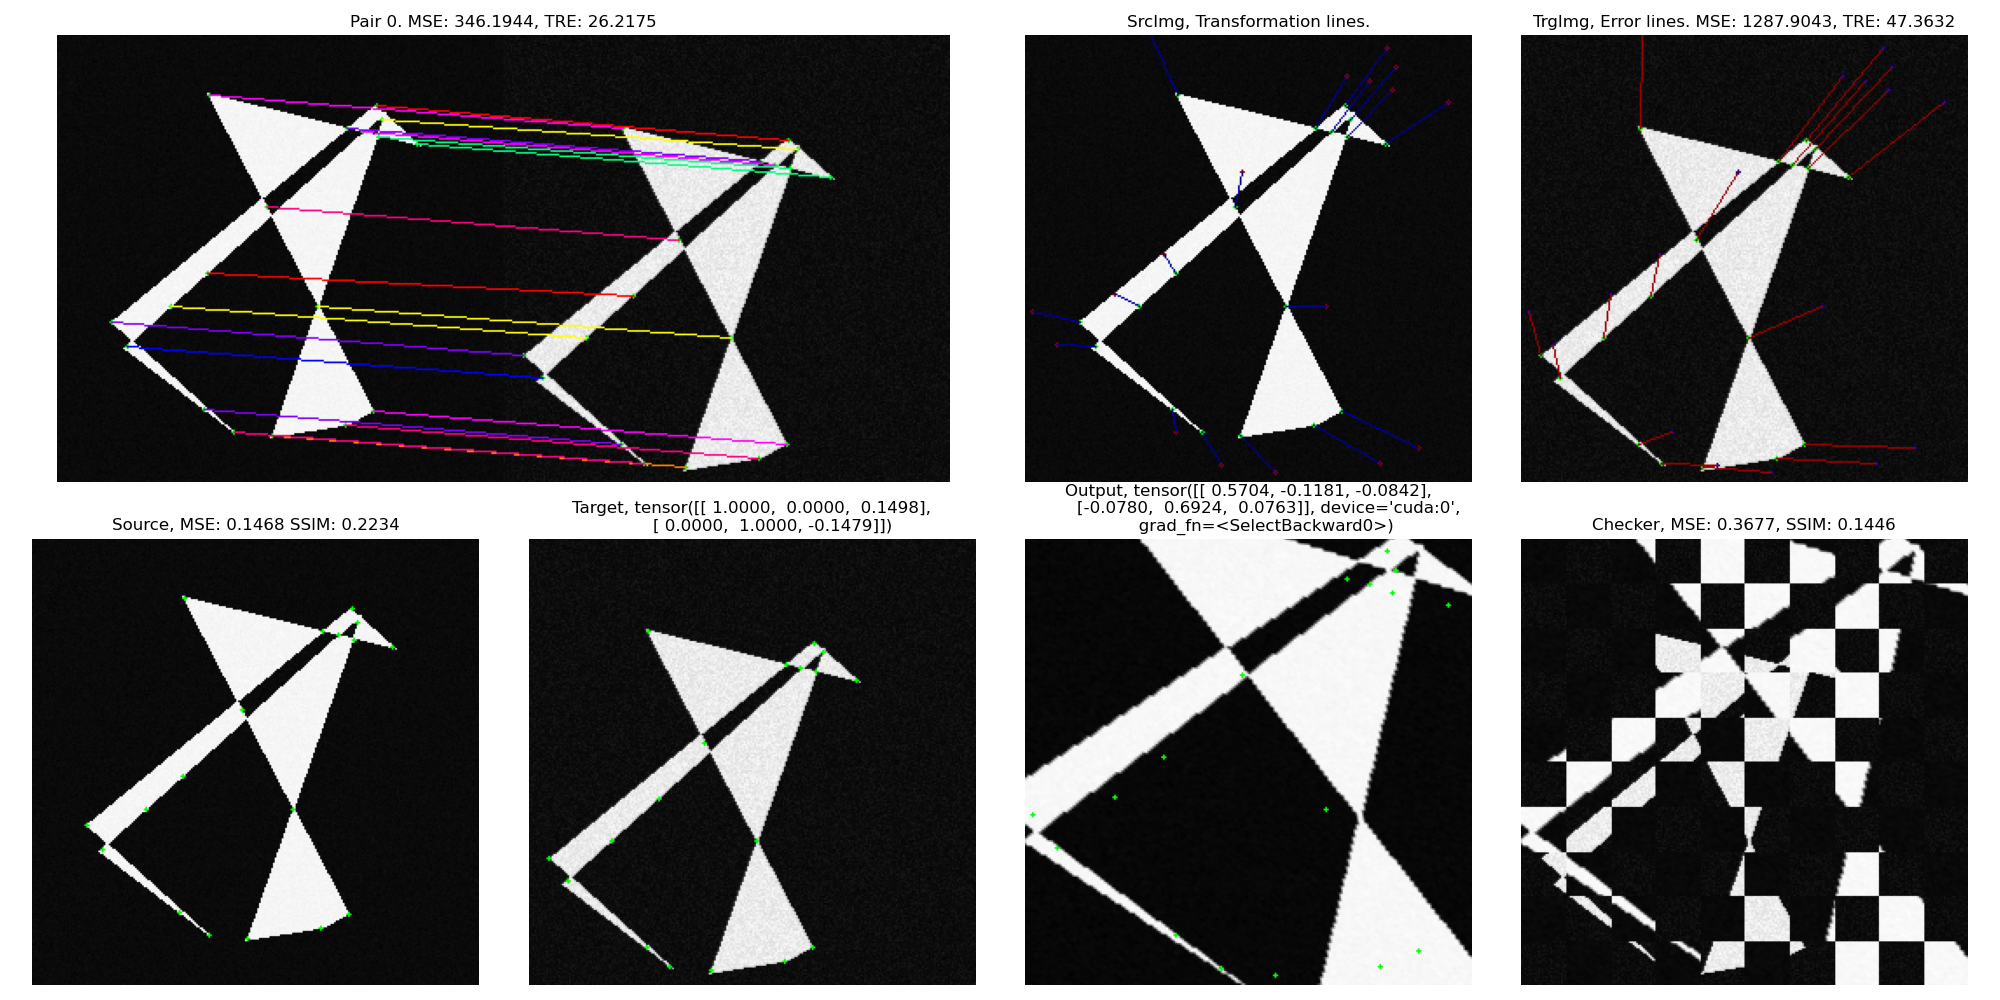 Pair 0. MSE: 346.1944, TRE: 26.2175
SrcImg, Transformation lines.
TrgImg, Error lines. MSE: 1287.9043, TRE: 47.3632
Source, MSE: 0.1468 SSIM: 0.2234
Target, tensor([[ 1.0000,  0.0000,  0.1498],
[ 0.0000,  1.0000, -0.1479]])
Output, tensor([[ 0.5704, -0.1181, -0.0842],
[-0.0780,  0.6924,  0.0763]], device='cuda:0',
grad_fn=<SelectBackward0>)
Checker, MSE: 0.3677, SSIM: 0.1446